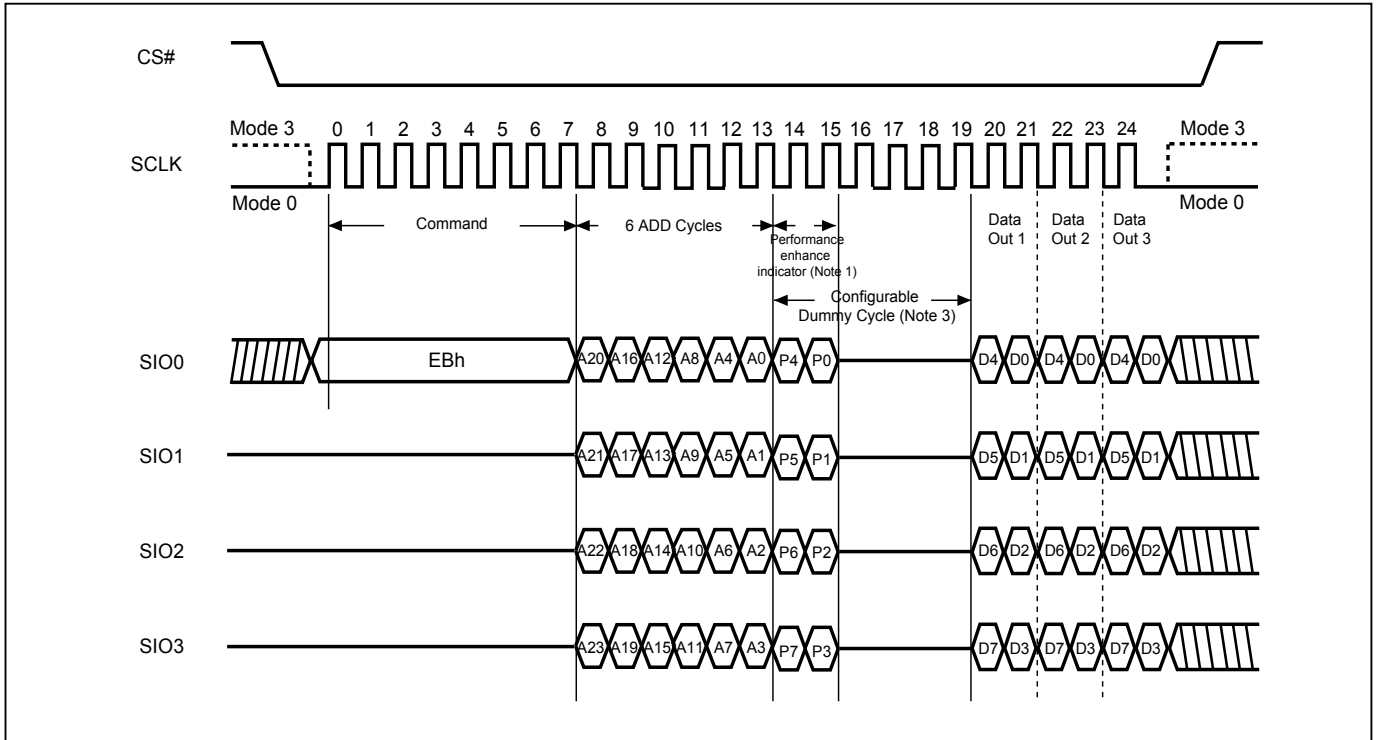 CS#
Mode 3 0 1 2 3 4 5 6 7 8 9 10 11 12 13 14 15 16 17 18 19 20 21 22 23 24 Mode 3
SCLK
Mode 0 Mode 0
Command 6 ADD Cycles
Performance
enhance
indicator (Note 1)
Data
Out 1
Data
Out 2
Data
Out 3
Configurable
Dummy Cycle (Note 3)
SIO0 EBh A20 A16 A12 A8 A4 A0 P4 P0 D4 D0 D4 D0 D4 D0
SIO1 A21 A17 A13 A9 A5 A1 P5 P1 D5 D1 D5 D1 D5 D1
SIO2 A22 A18 A14 A10 A6 A2 P6 P2 D6 D2 D6 D2 D6 D2
SIO3 A23 A19 A15 A11 A7 A3 P7 P3 D7 D3 D7 D3 D7 D3